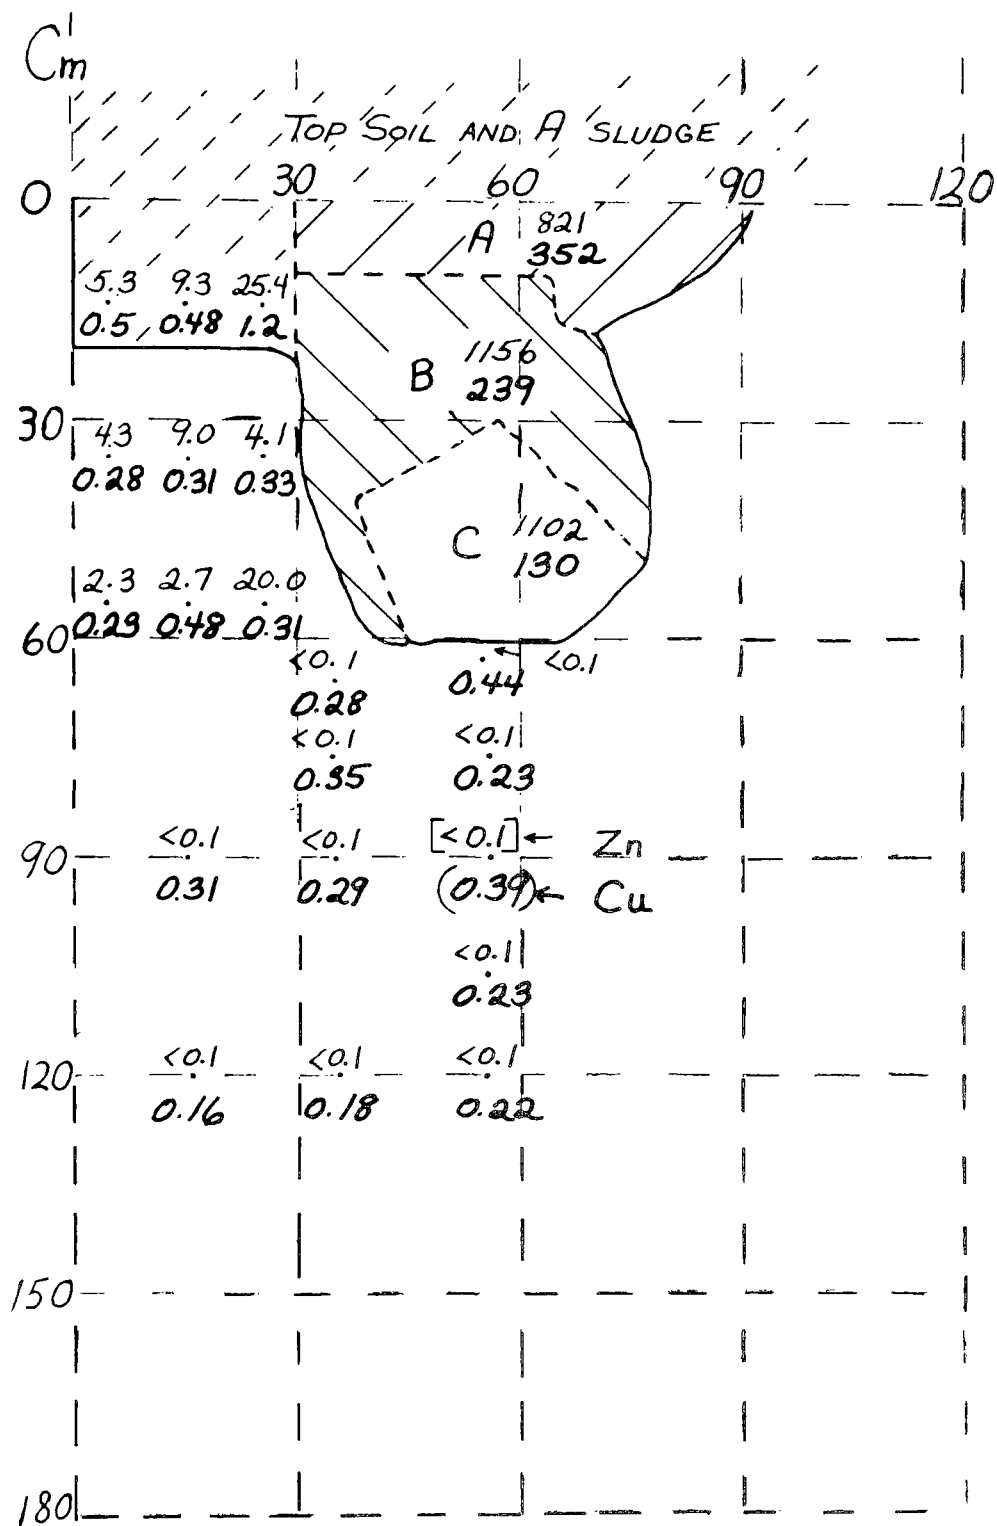 Cm
TOP SOIL AND A SLUDGE
0 30 60 90 120
A 821
352
5.3 9.3 25.4
0.5 0.48 1.2
B 1156
239
30
4.3 9.0 4.1
0.28 0.31 0.33
C 1102
130
2.3 2.7 20.0
0.23 0.48 0.31
60
<0.1 <0.1
0.28 0.44
<0.1 <0.1
0.35 0.23
<0.1 <0.1 [<0.1] ← Zn
90
0.31 0.29 (0.39) ← Cu
<0.1
0.23
<0.1 <0.1 <0.1
120
0.16 0.18 0.22
150
180